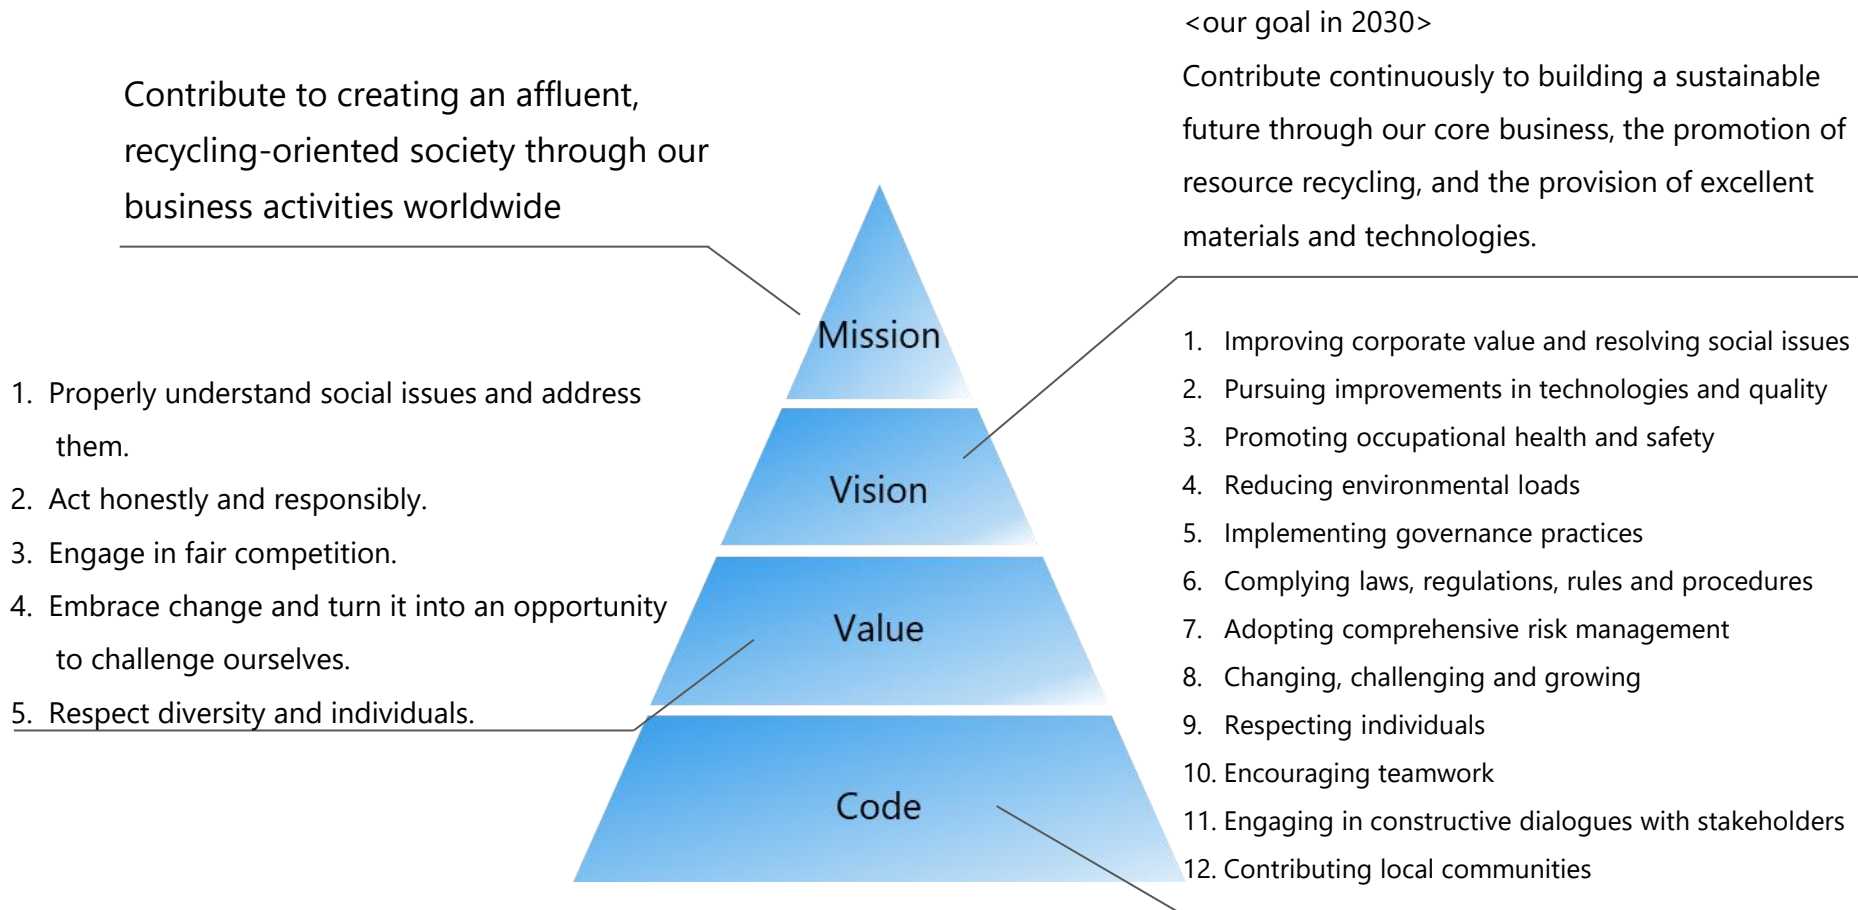 Contribute to creating an affluent,
recycling-oriented society through our
business activities worldwide
<our goal in 2030>
Contribute continuously to building a sustainable
future through our core business, the promotion of
resource recycling, and the provision of excellent
materials and technologies.
Mission
Vision
Value
Code
1. Properly understand social issues and address
them.
2. Act honestly and responsibly.
3. Engage in fair competition.
4. Embrace change and turn it into an opportunity
to challenge ourselves.
5. Respect diversity and individuals.
1. Improving corporate value and resolving social issues
2. Pursuing improvements in technologies and quality
3. Promoting occupational health and safety
4. Reducing environmental loads
5. Implementing governance practices
6. Complying laws, regulations, rules and procedures
7. Adopting comprehensive risk management
8. Changing, challenging and growing
9. Respecting individuals
10. Encouraging teamwork
11. Engaging in constructive dialogues with stakeholders
12. Contributing local communities